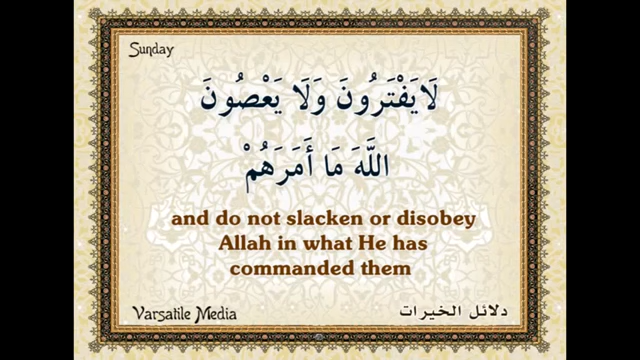 Sunday
لَا يَفْتَرُونَ وَلَا يَعْصُونَ
اللَّهَ مَا أَمَرَهُمْ
and do not slacken or disobey
Allah in what He has
commanded them
Varsatile Media
دلائل الخيرات